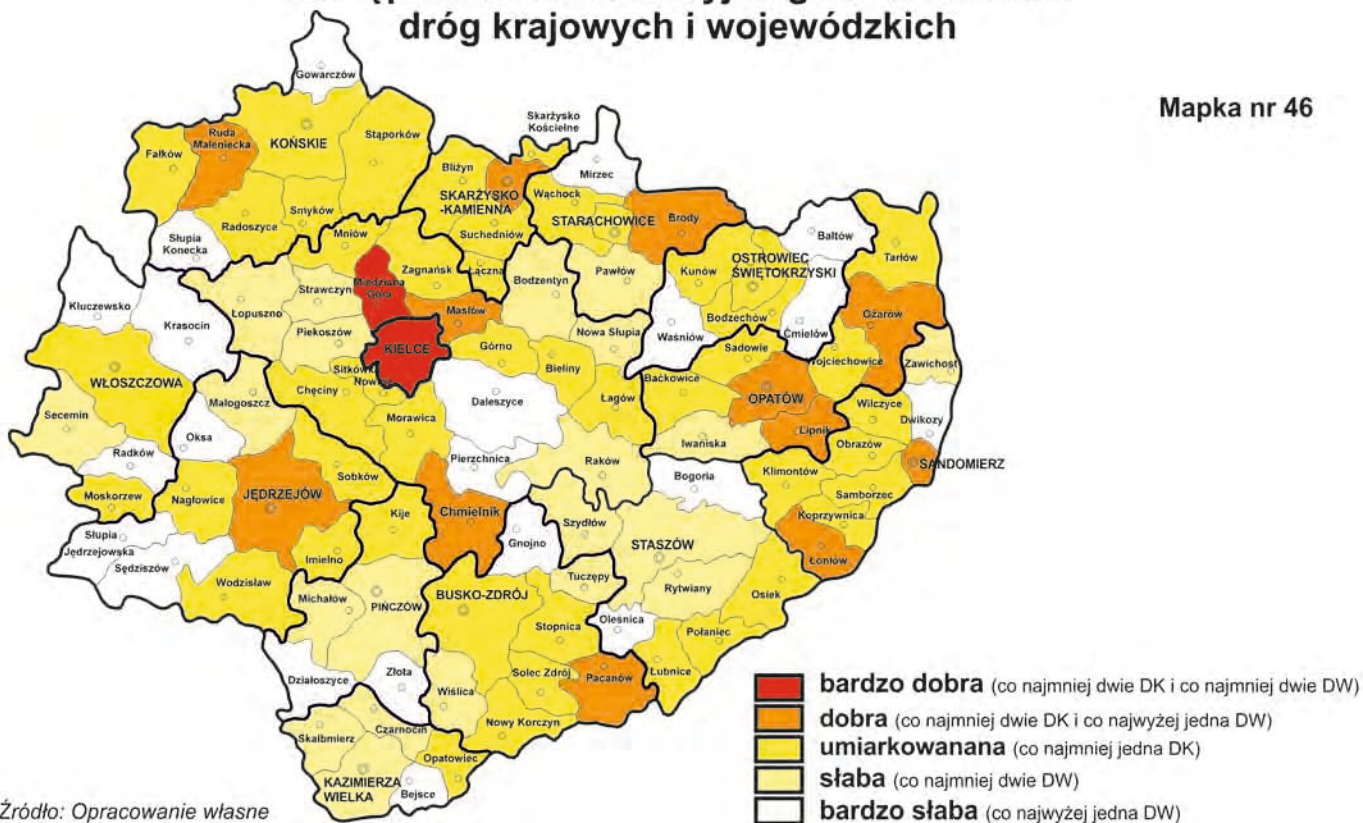 dróg krajowych i wojewódzkich
Mapka nr 46
Gowarczów
Skarżysko
Kościelne
Ruda
Maleniecka
KOŃSKIE
Stąporków
Fałków
Bliżyn
Mirzec
SKARŻYSKO
-KAMIENNA
Wąchock
STARACHOWICE
Brody
Radoszyce
Smyków
Mniów
Suchedniów
Bałtów
Słupia
Konecka
Tarłów
OSTROWIEC
ŚWIĘTOKRZYSKI
Kunów
Zagnańsk
Łączna
Bodzentyn
Pawłów
Strawczyn
Miedziana
Góra
Kłuczewsko
Krasocin
Łopuszno
Masłów
Bodzechów
Ożarów
Ćmielów
Piekoszów
Nowa Słupia
Waśniów
KIELCE
Górno
Sadowie
Wojciechowice
Zawichost
WŁOSZCZOWA
Sitkówka
Bieliny
Baćkowice
Chęciny
Małogoszcz
Daleszyce
Łagów
OPATÓW
Wilczyce
Secemin
Morawica
Dwikozy
Oksa
Iwaniska
Lipnik
Obrazów
Radków
Pierzchnica
Raków
Bogoria
Klimontów
SANDOMIERZ
Sobków
Moskorzew
Nagłowice
JĘDRZEJÓW
Samborzec
Kije
Chmielnik
Szydłów
Koprzywnica
Słupia
Jędrzejowska
Gnojno
STASZÓW
Łoniów
Imielno
Sędziszów
Wodzisław
Tuczępy
Rytwiany
Osiek
Michałów
PIŃCZÓW
BUSKO-ZDRÓJ
Stopnica
Oleśnica
Połaniec
Działoszyce
Złota
Wiślica
Solec Zdrój
Pacanów
Łubnice
Nowy Korczyn
Skalbmierz
Czarnocin
Opatowiec
KAZIMIERZA
WIELKA
Bejsce
bardzo dobra (co najmniej dwie DK i co najmniej dwie DW)
dobra (co najmniej dwie DK i co najwyżej jedna DW)
umiarkowanana (co najmniej jedna DK)
słaba (co najmniej dwie DW)
bardzo słaba (co najwyżej jedna DW)
Źródło: Opracowanie własne